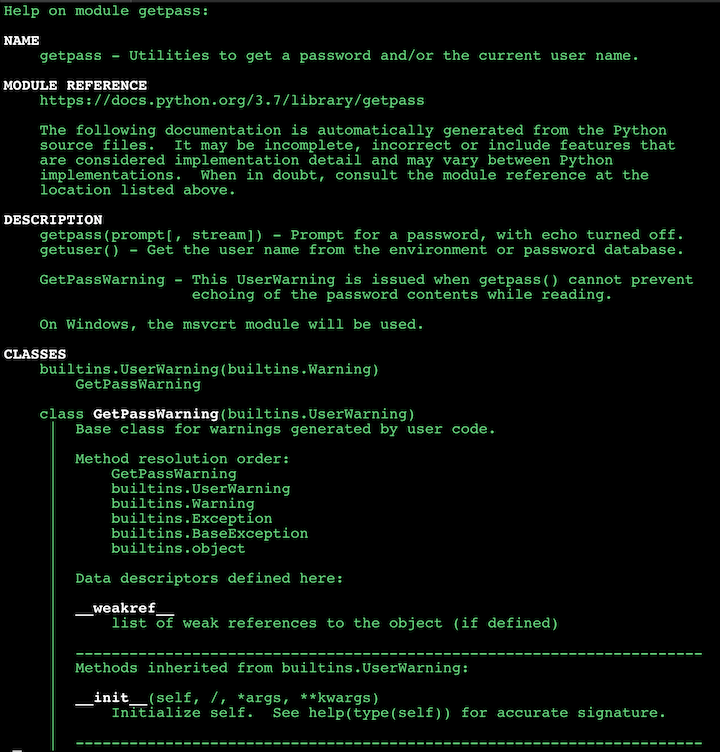 Help on module getpass:

NAME
    getpass - Utilities to get a password and/or the current user name.

MODULE REFERENCE
    https://docs.python.org/3.7/library/getpass

    The following documentation is automatically generated from the Python
    source files.  It may be incomplete, incorrect or include features that
    are considered implementation detail and may vary between Python
    implementations.  When in doubt, consult the module reference at the
    location listed above.

DESCRIPTION
    getpass(prompt[, stream]) - Prompt for a password, with echo turned off.
    getuser() - Get the user name from the environment or password database.

    GetPassWarning - This UserWarning is issued when getpass() cannot prevent
                     echoing of the password contents while reading.

    On Windows, the msvcrt module will be used.

CLASSES
    builtins.UserWarning(builtins.Warning)
        GetPassWarning

    class GetPassWarning(builtins.UserWarning)
     |  Base class for warnings generated by user code.
     |
     |  Method resolution order:
     |      GetPassWarning
     |      builtins.UserWarning
     |      builtins.Warning
     |      builtins.Exception
     |      builtins.BaseException
     |      builtins.object
     |
     |  Data descriptors defined here:
     |
     |  __weakref__
     |      list of weak references to the object (if defined)
     |
     |  ----------------------------------------------------------------------
     |  Methods inherited from builtins.UserWarning:
     |
     |  __init__(self, /, *args, **kwargs)
     |      Initialize self.  See help(type(self)) for accurate signature.
     |
     |  ----------------------------------------------------------------------